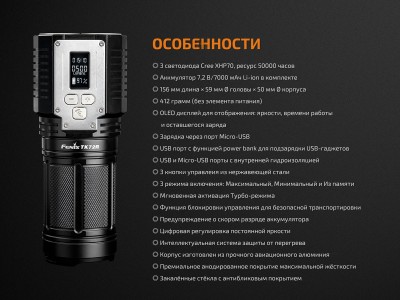 ОСОБЕННОСТИ
3 светодиода Cree XHP70, ресурс 50000 часов
Аккумулятор 7,2 В/7000 мАч Li-ion в комплекте
156 мм длина × 59 мм Ø головы × 50 мм Ø корпуса
412 грамм (без элемента питания)
OLED дисплей для отображения: яркости, времени работы
и оставшегося заряда
Зарядка через порт Micro-USB
USB порт с функцией power bank для подзарядки USB-гаджетов
USB и Micro-USB порты с внутренней гидроизоляцией
3 кнопки управления из нержавеющей стали
3 режима включения: Максимальный, Минимальный и Из памяти
Мгновенная активация Турбо-режима
Функция блокировки управления для безопасной транспортировки
Предупреждение о скором разряде аккумулятора
Цифровая регулировка постоянной яркости
Интеллектуальная система защиты от перегрева
Корпус изготовлен из прочного авиационного алюминия
Премиальное анодированное покрытие максимальной жёсткости
Закалённые стёкла с антибликовым покрытием
97%
Fenix TK72R